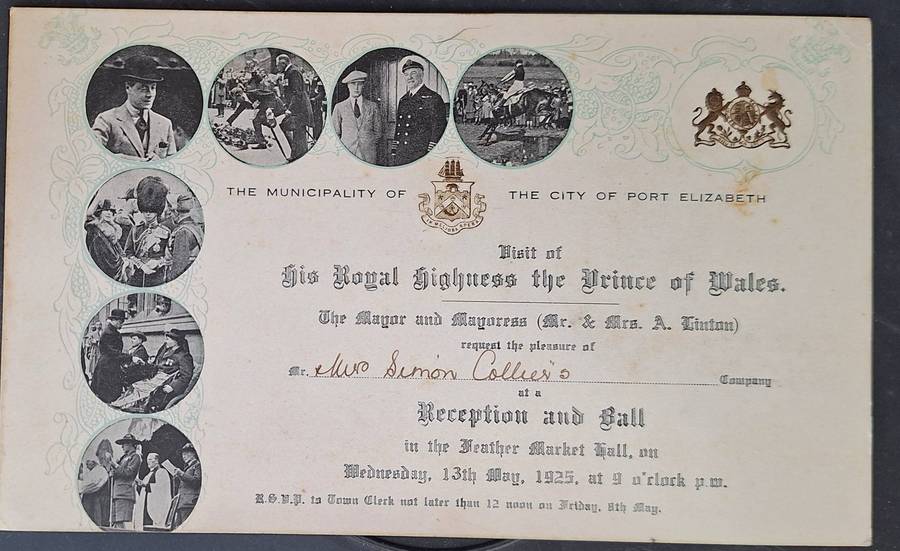 THE MUNICIPALITY OF THE CITY OF PORT ELIZABETH
Visit of
His Royal Highness the Prince of Wales.
The Mayor and Mayoress (Mr. & Mrs. A. Linton)
request the pleasure of
Mr. & Mrs Simon Collier's Company
at a
Reception and Ball
in the Feather Market Hall, on
Wednesday, 13th May, 1925, at 9 o'clock p.m.
R.S.V.P. to Town Clerk not later than 12 noon on Friday, 8th May.